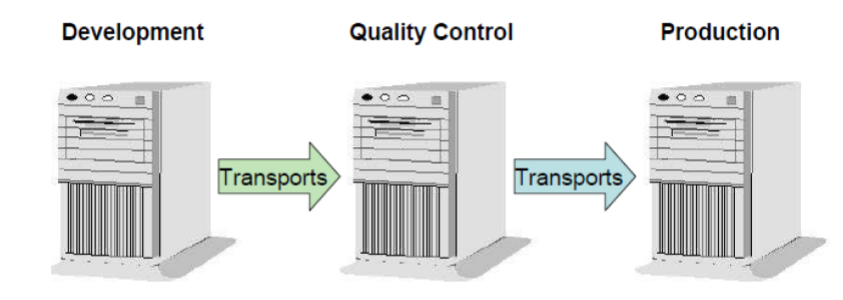 Development
Quality Control
Production
Transports
Transports